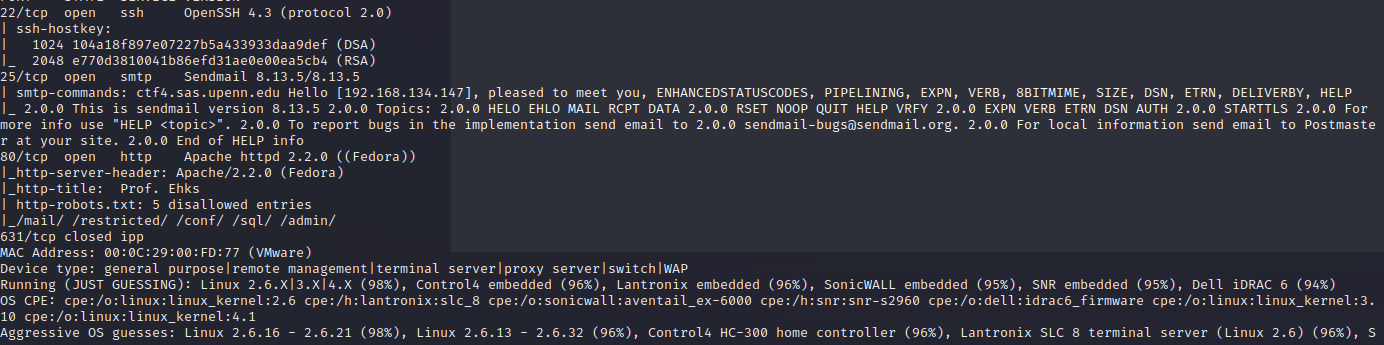 22/tcp  open   ssh     OpenSSH 4.3 (protocol 2.0)
| ssh-hostkey:
|   1024 104a18f897e07227b5a433933daa9def (DSA)
|_  2048 e770d3810041b86efd31ae0e00ea5cb4 (RSA)
25/tcp  open   smtp    Sendmail 8.13.5/8.13.5
| smtp-commands: ctf4.sas.upenn.edu Hello [192.168.134.147], pleased to meet you, ENHANCEDSTATUSCODES, PIPELINING, EXPN, VERB, 8BITMIME, SIZE, DSN, ETRN, DELIVERBY, HELP
|_ 2.0.0 This is sendmail version 8.13.5 2.0.0 Topics: 2.0.0 HELO EHLO MAIL RCPT DATA 2.0.0 RSET NOOP QUIT HELP VRFY 2.0.0 EXPN VERB ETRN DSN AUTH 2.0.0 STARTTLS 2.0.0 For
more info use "HELP <topic>". 2.0.0 To report bugs in the implementation send email to 2.0.0 sendmail-bugs@sendmail.org. 2.0.0 For local information send email to Postmaste
r at your site. 2.0.0 End of HELP info
80/tcp  open   http    Apache httpd 2.2.0 ((Fedora))
|_http-server-header: Apache/2.2.0 (Fedora)
|_http-title:  Prof. Ehks
| http-robots.txt: 5 disallowed entries
|_/mail/ /restricted/ /conf/ /sql/ /admin/
631/tcp closed ipp
MAC Address: 00:0C:29:00:FD:77 (VMware)
Device type: general purpose|remote management|terminal server|proxy server|switch|WAP
Running (JUST GUESSING): Linux 2.6.X|3.X|4.X (98%), Control4 embedded (96%), Lantronix embedded (96%), SonicWALL embedded (95%), SNR embedded (95%), Dell iDRAC 6 (94%)
OS CPE: cpe:/o:linux:linux_kernel:2.6 cpe:/h:lantronix:slc_8 cpe:/o:sonicwall:aventail_ex-6000 cpe:/h:snr:snr-s2960 cpe:/o:dell:idrac6_firmware cpe:/o:linux:linux_kernel:3.
10 cpe:/o:linux:linux_kernel:4.1
Aggressive OS guesses: Linux 2.6.16 - 2.6.21 (98%), Linux 2.6.13 - 2.6.32 (96%), Control4 HC-300 home controller (96%), Lantronix SLC 8 terminal server (Linux 2.6) (96%), S